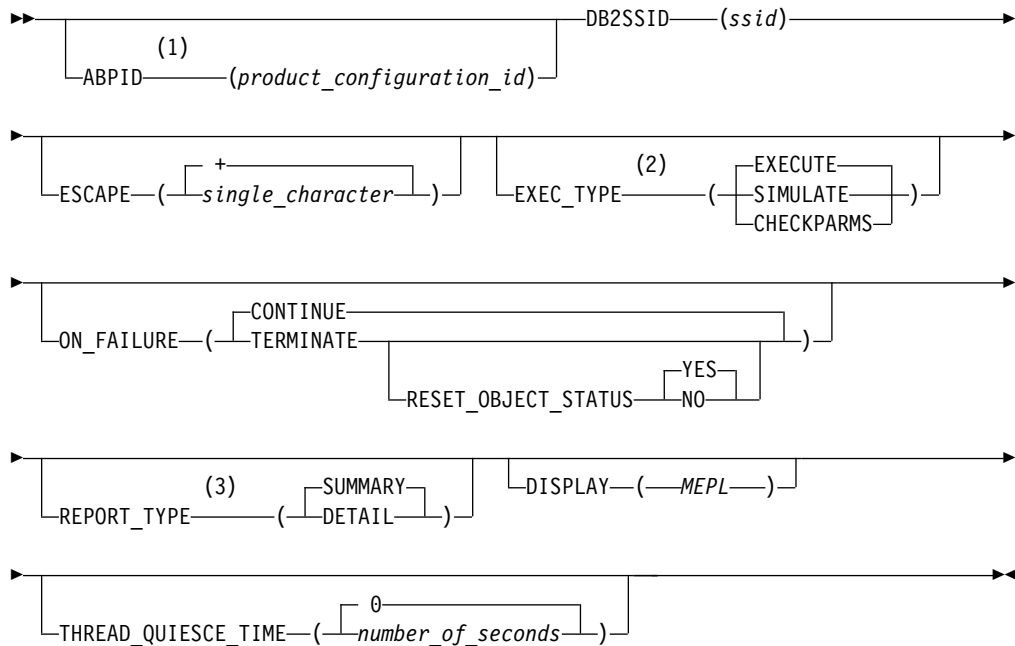 DB2SSID (ssid)
(1)
ABPID (product_configuration_id)
+
(2) EXECUTE
ESCAPE ( single_character ) EXEC_TYPE ( SIMULATE )
CHECKPARMS
CONTINUE
ON_FAILURE ( TERMINATE )
YES
RESET_OBJECT_STATUS NO
(3) SUMMARY DISPLAY ( MEPL )
REPORT_TYPE ( DETAIL )
0
THREAD_QUIESCE_TIME ( number_of_seconds )